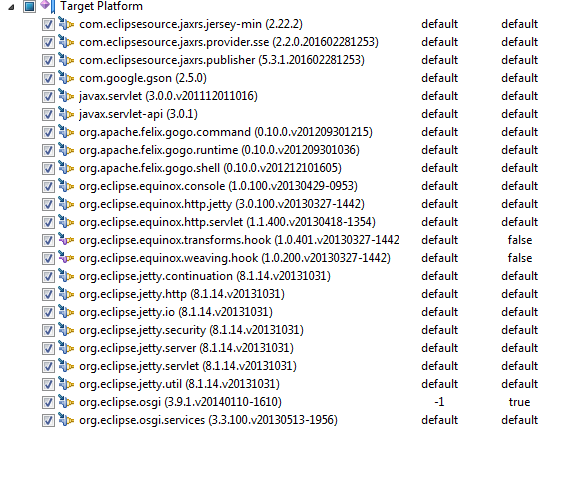 Target Platform
com.eclipsesource.jaxrs.jersey-min (2.22.2) default default
com.eclipsesource.jaxrs.provider.sse (2.2.0.201602281253) default default
com.eclipsesource.jaxrs.publisher (5.3.1.201602281253) default default
com.google.gson (2.5.0) default default
javax.servlet (3.0.0.v201112011016) default default
javax.servlet-api (3.0.1) default default
org.apache.felix.gogo.command (0.10.0.v201209301215) default default
org.apache.felix.gogo.runtime (0.10.0.v201209301036) default default
org.apache.felix.gogo.shell (0.10.0.v201212101605) default default
org.eclipse.equinox.console (1.0.100.v20130429-0953) default default
org.eclipse.equinox.http.jetty (3.0.100.v20130327-1442) default default
org.eclipse.equinox.http.servlet (1.1.400.v20130418-1354) default default
org.eclipse.equinox.transforms.hook (1.0.401.v20130327-1442 default false
org.eclipse.equinox.weaving.hook (1.0.200.v20130327-1442) default false
org.eclipse.jetty.continuation (8.1.14.v20131031) default default
org.eclipse.jetty.http (8.1.14.v20131031) default default
org.eclipse.jetty.io (8.1.14.v20131031) default default
org.eclipse.jetty.security (8.1.14.v20131031) default default
org.eclipse.jetty.server (8.1.14.v20131031) default default
org.eclipse.jetty.servlet (8.1.14.v20131031) default default
org.eclipse.jetty.util (8.1.14.v20131031) default default
org.eclipse.osgi (3.9.1.v20140110-1610) -1 true
org.eclipse.osgi.services (3.3.100.v20130513-1956) default default